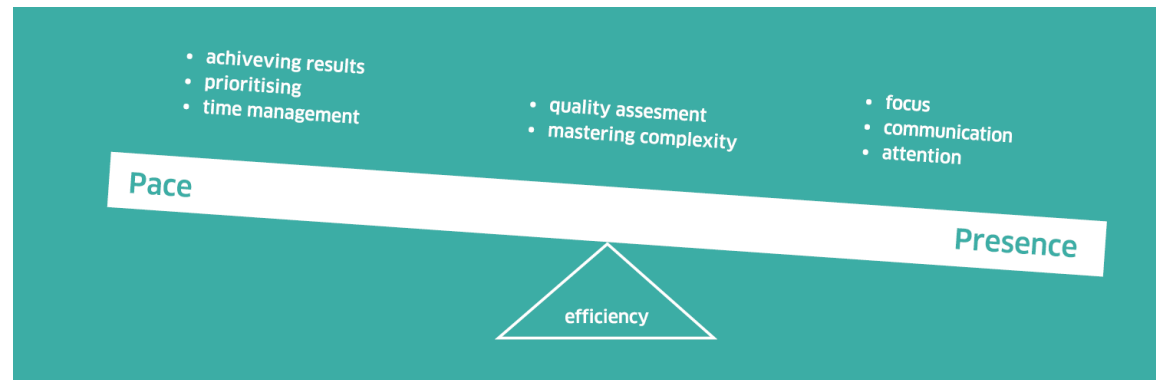 • achiveving results
• prioritising
• time management
• quality assesment
• mastering complexity
• focus
• communication
• attention
Pace
Presence
efficiency